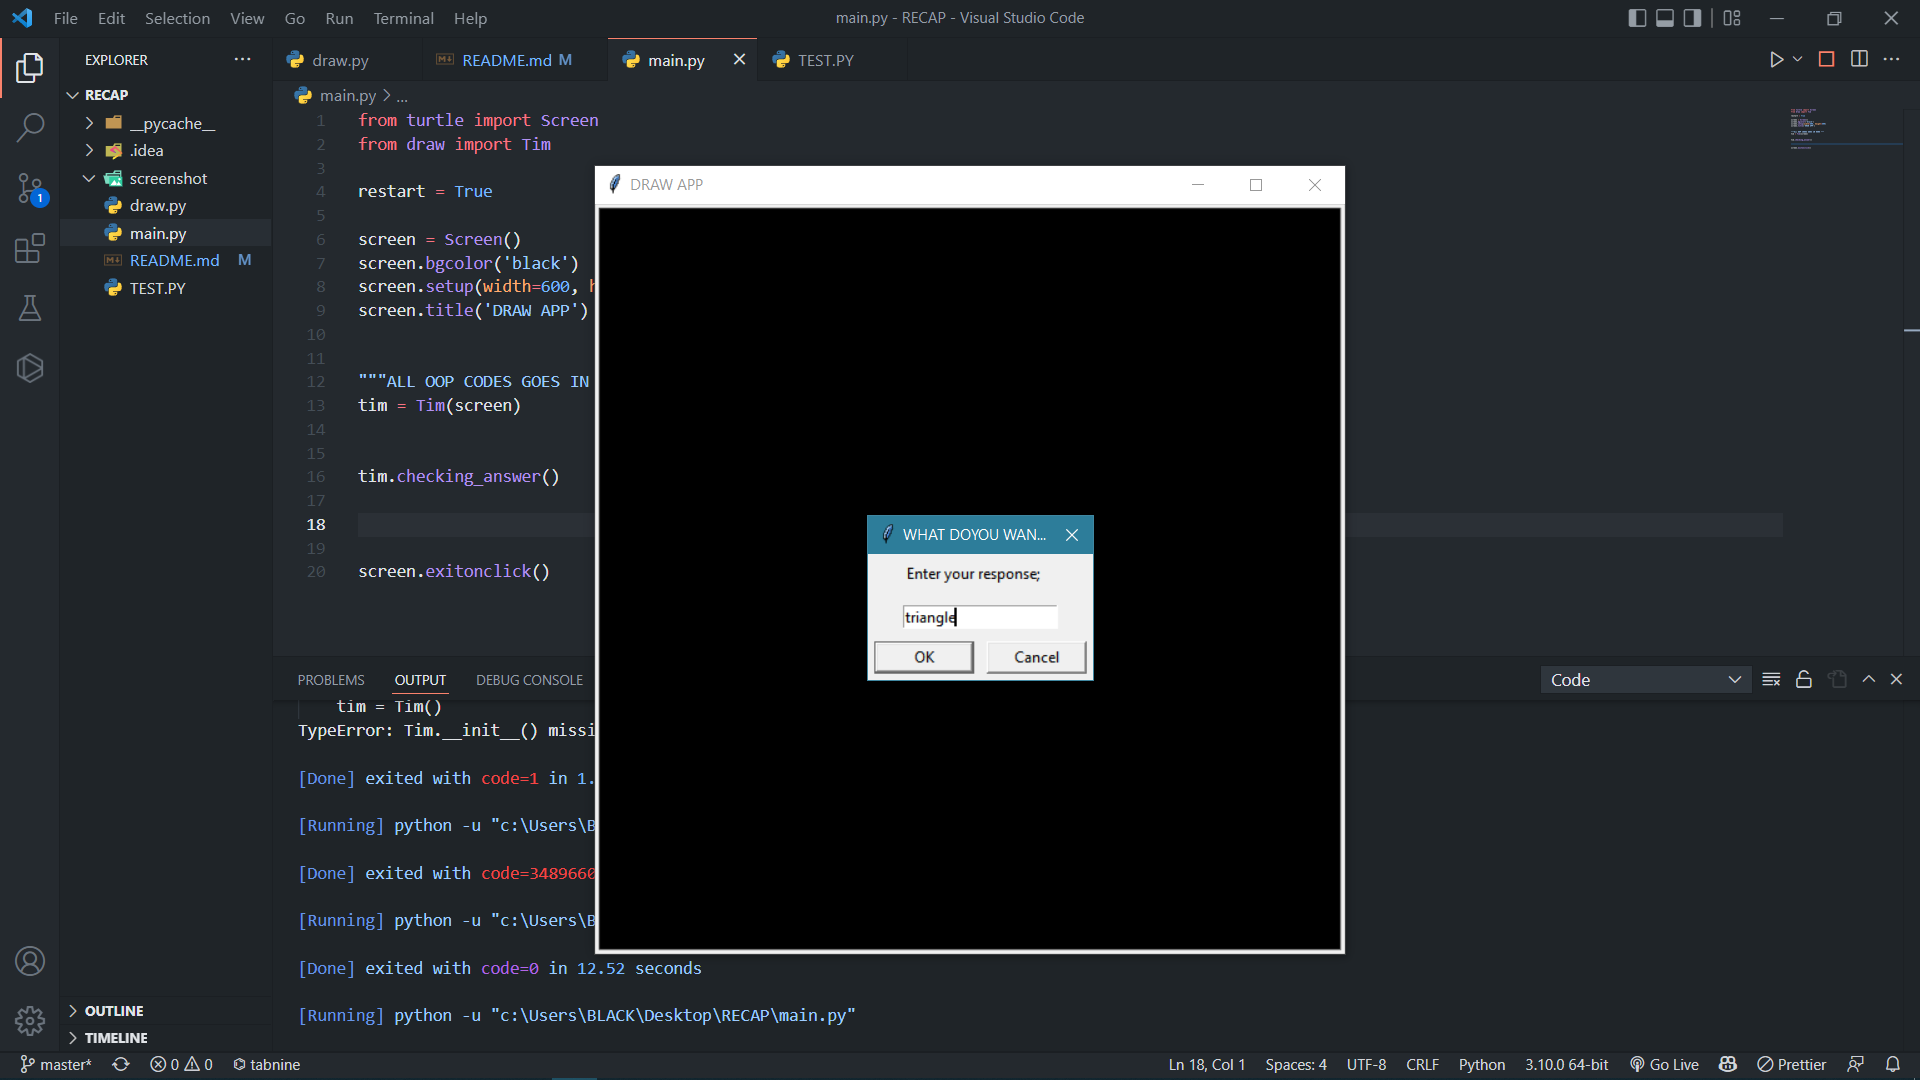 File Edit Selection View Go Run Terminal Help
main.py - RECAP - Visual Studio Code
EXPLORER
RECAP
__pycache__
.idea
screenshot
draw.py
main.py
README.md M
TEST.PY
1
OUTLINE
TIMELINE
draw.py README.md M main.py TEST.PY
main.py > ...
1 from turtle import Screen
2 from draw import Tim
3
4 restart = True
5
6 screen = Screen()
7 screen.bgcolor('black')
8 screen.setup(width=600, h
9 screen.title('DRAW APP')
10
11
12 """ALL OOP CODES GOES IN
13 tim = Tim(screen)
14
15
16 tim.checking_answer()
17
18
19
20 screen.exitonclick()
DRAW APP
WHAT DOYOU WAN...
Enter your response;
triangle
OK Cancel
PROBLEMS OUTPUT DEBUG CONSOLE
Code
tim = Tim()
TypeError: Tim.__init__() missi
[Done] exited with code=1 in 1.
[Running] python -u "c:\Users\B
[Done] exited with code=3489660
[Running] python -u "c:\Users\B
[Done] exited with code=0 in 12.52 seconds
[Running] python -u "c:\Users\BLACK\Desktop\RECAP\main.py"
master* 0 0 tabnine
Ln 18, Col 1 Spaces: 4 UTF-8 CRLF Python 3.10.0 64-bit Go Live Prettier